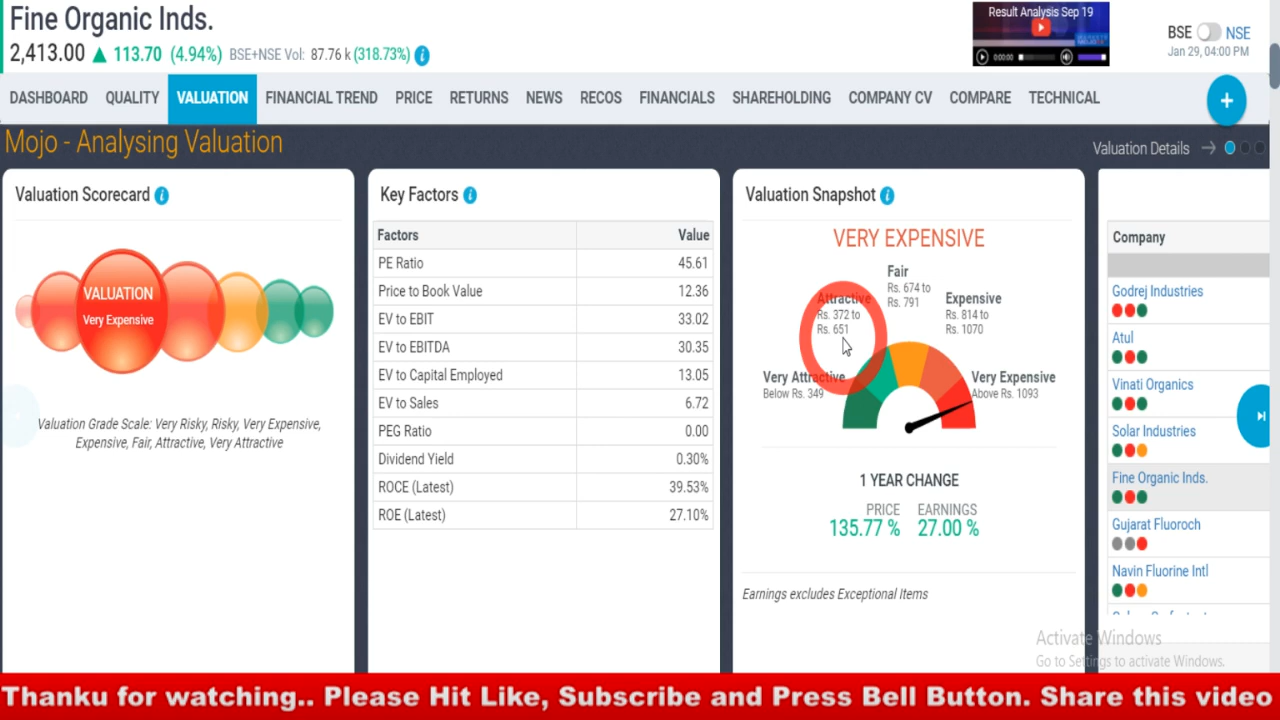 Fine Organic Inds.
2,413.00 ▲ 113.70 (4.94%) BSE+NSE Vol: 87.76 k (318.73%) i
Result Analysis Sep 19
0:00:00
BSE NSE
Jan 29, 04:00 PM
DASHBOARD QUALITY VALUATION FINANCIAL TREND PRICE RETURNS NEWS RECOS FINANCIALS SHAREHOLDING COMPANY CV COMPARE TECHNICAL
+
Mojo - Analysing Valuation
Valuation Details →
Valuation Scorecard i
VALUATION
Very Expensive
Valuation Grade Scale: Very Risky, Risky, Very Expensive,
Expensive, Fair, Attractive, Very Attractive
Key Factors i
Factors Value
PE Ratio 45.61
Price to Book Value 12.36
EV to EBIT 33.02
EV to EBITDA 30.35
EV to Capital Employed 13.05
EV to Sales 6.72
PEG Ratio 0.00
Dividend Yield 0.30%
ROCE (Latest) 39.53%
ROE (Latest) 27.10%
Valuation Snapshot i
VERY EXPENSIVE
Fair
Rs. 674 to
Rs. 791
Attractive
Rs. 372 to
Rs. 651
Expensive
Rs. 814 to
Rs. 1070
Very Attractive
Below Rs. 349
Very Expensive
Above Rs. 1093
1 YEAR CHANGE
PRICE EARNINGS
135.77 % 27.00 %
Earnings excludes Exceptional Items
Company
Godrej Industries
Atul
Vinati Organics
Solar Industries
Fine Organic Inds.
Gujarat Fluoroch
Navin Fluorine Intl
Activate Windows
Go to Settings to activate Windows.
Thanku for watching.. Please Hit Like, Subscribe and Press Bell Button. Share this video